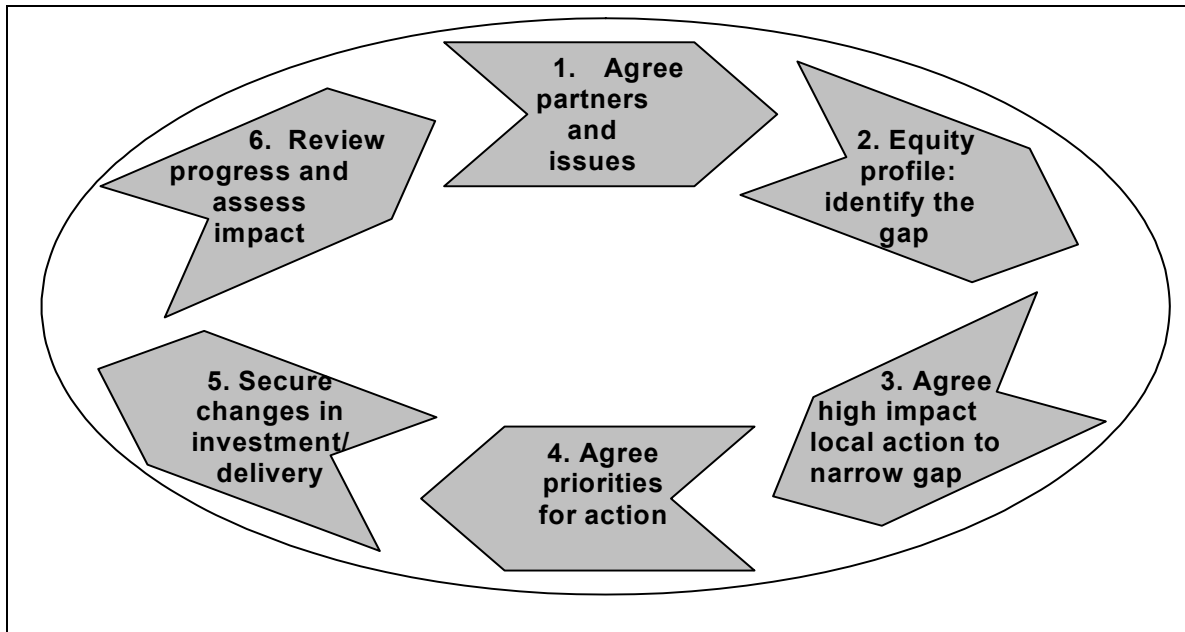 1. Agree
partners
and
issues
2. Equity
profile:
identify the
gap
3. Agree
high impact
local action to
narrow gap
4. Agree
priorities
for action
5. Secure
changes in
investment/
delivery
6. Review
progress and
assess
impact